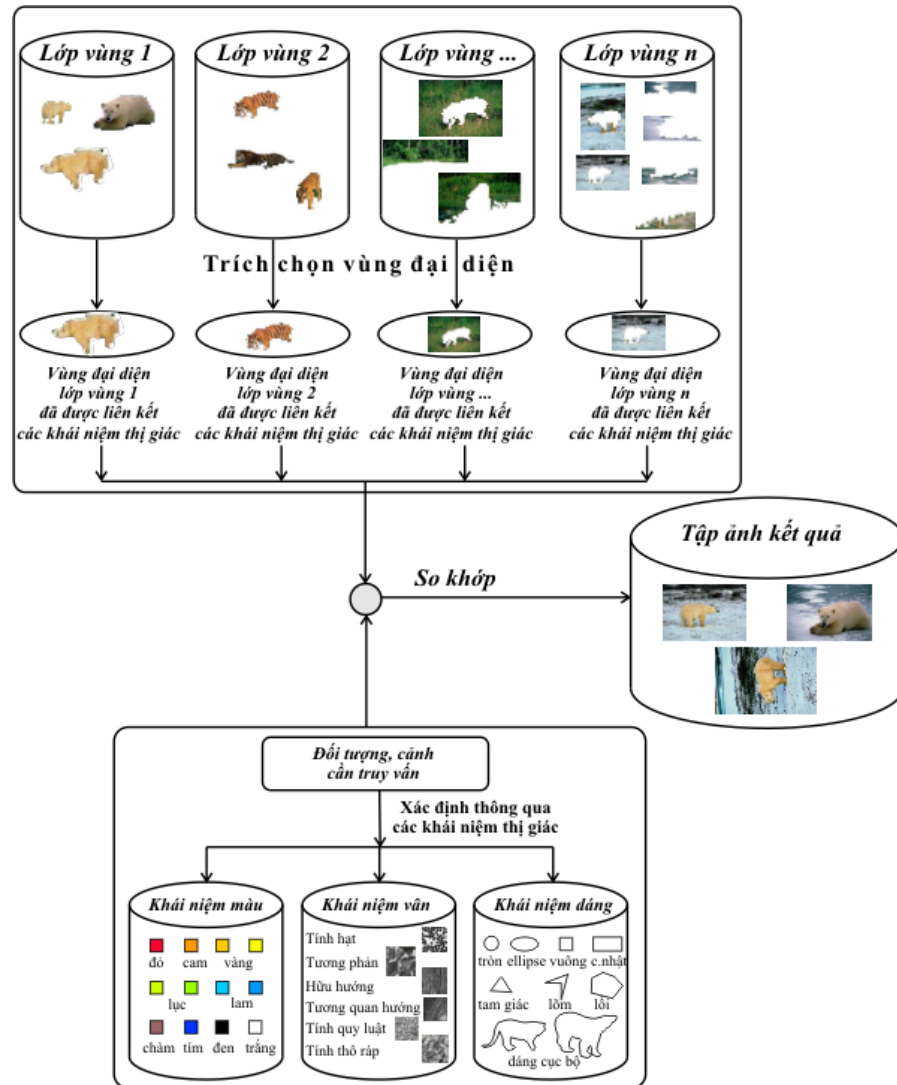 Lớp vùng 1
Lớp vùng 2
Lớp vùng ...
Lớp vùng n
Trích chọn vùng đại diện
Vùng đại diện
lớp vùng 1
đã được liên kết
các khái niệm thị giác
Vùng đại diện
lớp vùng 2
đã được liên kết
các khái niệm thị giác
Vùng đại diện
lớp vùng ...
đã được liên kết
các khái niệm thị giác
Vùng đại diện
lớp vùng n
đã được liên kết
các khái niệm thị giác
So khớp
Tập ảnh kết quả
Đối tượng, cảnh
cần truy vấn
Xác định thông qua
các khái niệm thị giác
Khái niệm màu
đỏ cam vàng
lục lam
chàm tím đen trắng
Khái niệm vân
Tính hạt
Tương phản
Hữu hướng
Tương quan hướng
Tính quy luật
Tính thô ráp
Khái niệm dáng
tròn ellipse vuông c.nhật
tam giác lõm lồi
dáng cục bộ